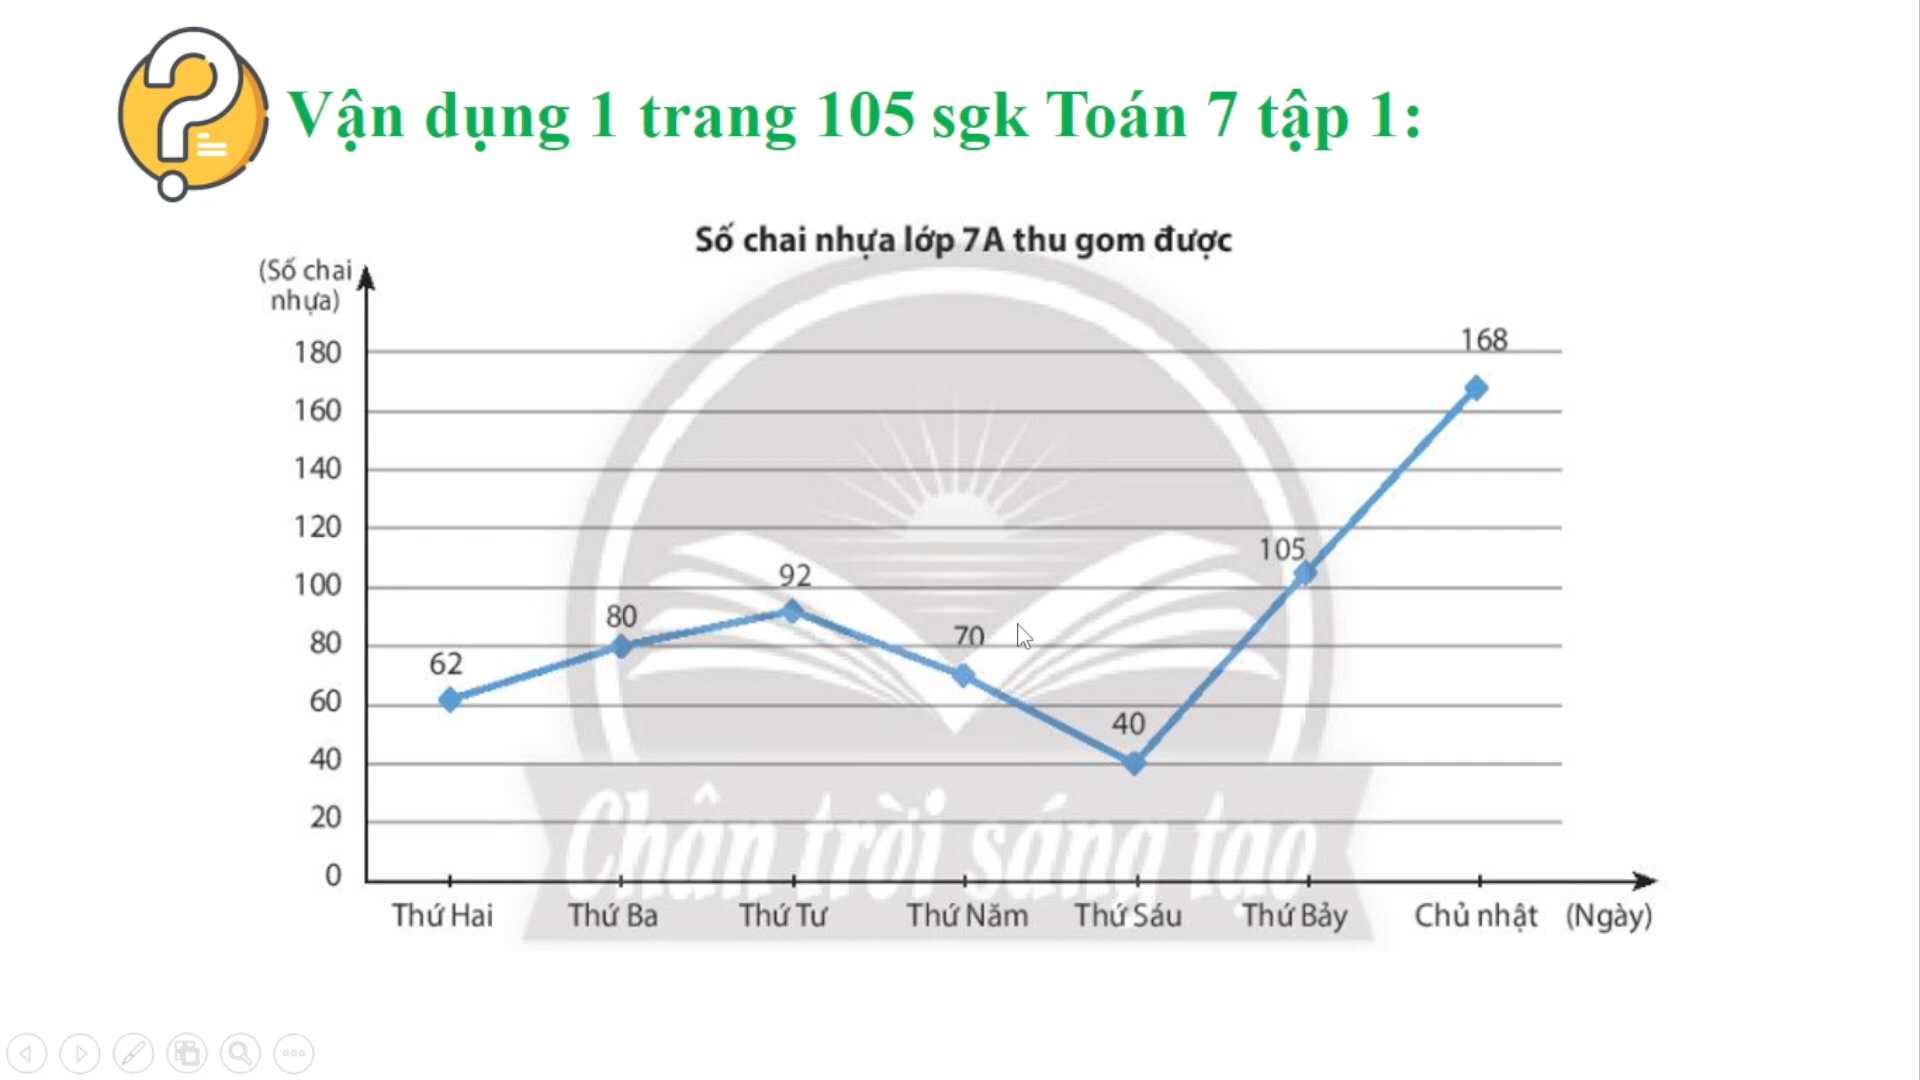 Vận dụng 1 trang 105 sgk Toán 7 tập 1:
Số chai nhựa lớp 7A thu gom được
(Số chai
nhựa)
180
160
140
120
100
80
60
40
20
0
62
80
92
70
40
105
168
Thứ Hai
Thứ Ba
Thứ Tư
Thứ Năm
Thứ Sáu
Thứ Bảy
Chủ nhật
(Ngày)
Chân trời sáng tạo